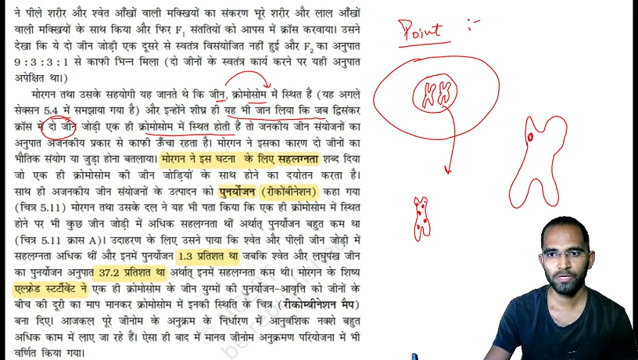 ने पीले शरीर और श्वेत आँखों वाली मक्खियों का संकरण भूरे शरीर और लाल आँखों
वाली मक्खियों के साथ किया और फिर F₁ संततियों को आपस में क्रॉस करवाया। उसने
देखा कि ये दो जीन जोड़ी एक दूसरे से स्वतंत्र विसंयोजित नहीं हुई और F₂ का अनुपात
9 : 3 : 3 : 1 से काफी भिन्न मिला (दो जीनों के स्वतंत्र कार्य करने पर यही अनुपात
अपेक्षित था)।
मोरगन तथा उसके सहयोगी यह जानते थे कि जीन, क्रोमोसोम में स्थित है (यह अगले
सेक्सन 5.4 में समझाया गया है) और इन्होंने शीघ्र ही यह भी जान लिया कि जब द्विसंकर
क्रॉस में दो जीन जोड़ी एक ही क्रोमोसोम में स्थित होती है तो जनकीय जीन संयोजनों का
अनुपात अजनकीय प्रकार से काफी ऊँचा रहता है। मोरगन ने इसका कारण दो जीनों का
भौतिक संयोग या जुड़ा होना बतलाया। मोरगन ने इस घटना के लिए सहलग्नता शब्द दिया
जो एक ही क्रोमोसोम की जीन जोड़ियों के साथ होने का दयोतन करता है।
साथ ही अजनकीय जीन संयोजनों के उत्पादन को पुनर्योजन (रीकोंबीनेशन) कहा गया
(चित्र 5.11) मोरगन तथा उसके दल ने यह भी पता किया कि एक ही क्रोमोसोम में स्थित
होने पर भी कुछ जीन जोड़ी में अधिक सहलग्नता थीं अर्थात् पुनर्योजन बहुत कम था
(चित्र 5.11 क्रास A)। उदाहरण के लिए उसने पाया कि श्वेत और पीली जीन जोड़ी में
सहलग्नता अधिक थीं और इनमें पुनर्योजन 1.3 प्रतिशत था जबकि श्वेत और लघुपंख जीन
का पुनर्योजन अनुपात 37.2 प्रतिशत था अर्थात् इनमें सहलग्नता कम थीं। मोरगन के शिष्य
एल्फ्रेड स्टर्टीवेंट ने एक ही क्रोमोसोम के जीन युग्मों की पुनर्योजन-आवृत्ति को जीनों के
बीच की दूरी का माप मानकर क्रोमोसोम में इनकी स्थिति के चित्र (रीकोम्बीनेशन मैप)
बना दिए। आजकल पूरे जीनोम के अनुक्रम के निर्धारण में आनुवंशिक नक्शे बहुत
अधिक काम में लाए जा रहे हैं। ऐसा ही बाद में मानव जीनोम अनुक्रमण परियोजना में भी
वर्णित किया गया।
Point :-